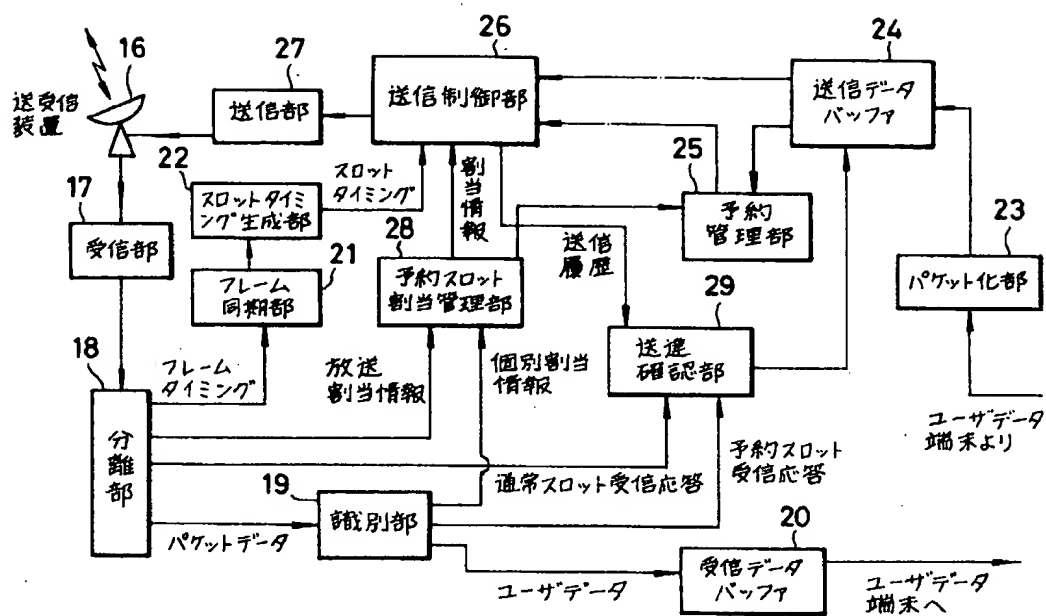 16
27
26
24
送受信
装置
送信部
送信制御部
送信データ
バッファ
22
スロット
タイミング
割当情報
25
17
スロットタイミ
ング生成部
28
送信
履歴
予約
管理部
23
受信部
21
フレーム
同期部
予約スロット
割当管理部
29
パケット化部
18
フレーム
タイミング
放送
割当情報
個別割当
情報
送達
確認部
分離部
ユーザデータ
端末より
予約スロット
受信応答
通常スロット受信応答
19
識別部
パケットデータ
20
ユーザデータ
受信データ
バッファ
ユーザデータ
端末へ